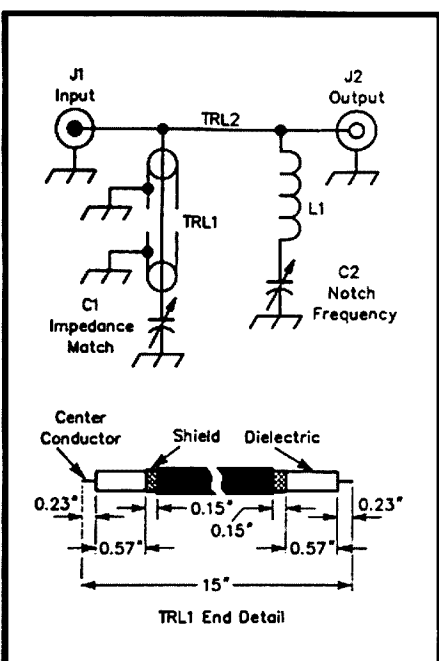 J1
Input
J2
Output
TRL2
TRL1
L1
C1
Impedance
Match
C2
Notch
Frequency
Center
Conductor
Shield
Dielectric
0.23"
0.15"
0.15"
0.23"
0.57"
0.57"
15"
TRL1 End Detail